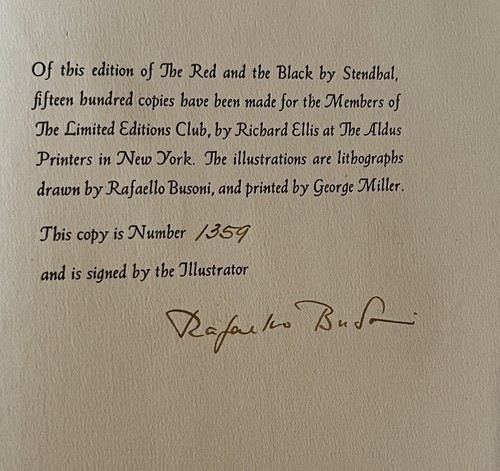 Of this edition of The Red and the Black by Stendhal,
fifteen hundred copies have been made for the Members of
The Limited Editions Club, by Richard Ellis at The Aldus
Printers in New York. The illustrations are lithographs
drawn by Rafaello Busoni, and printed by George Miller.
This copy is Number 1359
and is signed by the Illustrator
Rafaello Busoni